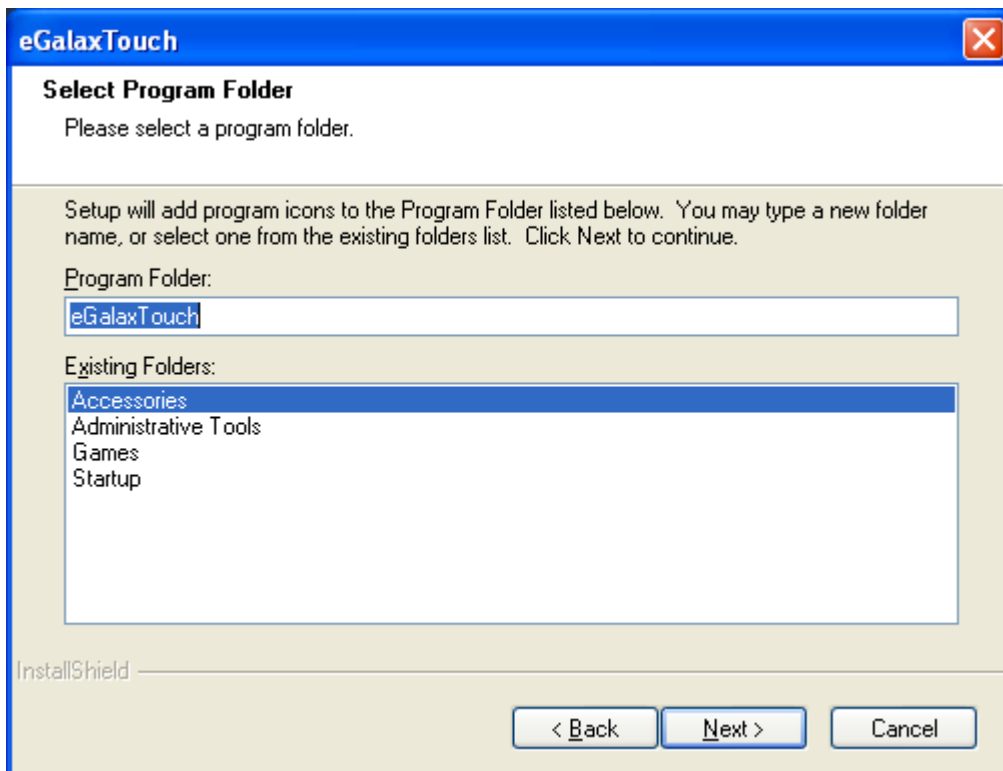 eGalaxTouch
Select Program Folder
Please select a program folder.
Setup will add program icons to the Program Folder listed below.  You may type a new folder
name, or select one from the existing folders list.  Click Next to continue.
Program Folder:
eGalaxTouch
Existing Folders:
Accessories
Administrative Tools
Games
Startup
InstallShield
< Back Next > Cancel